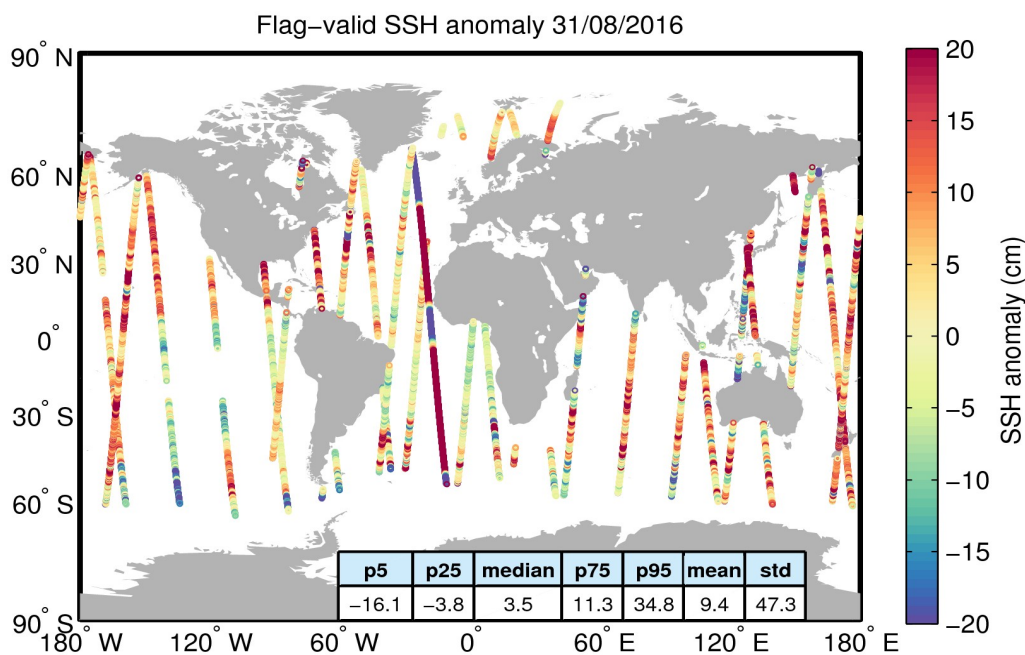 Flag−valid SSH anomaly 31/08/2016
90° N
60° N
30° N
0°
30° S
60° S
90° S
180° W
120° W
60° W
0°
60° E
120° E
180° E
p5 p25 median p75 p95 mean std
−16.1 −3.8 3.5 11.3 34.8 9.4 47.3
20
15
10
5
0
−5
−10
−15
−20
SSH anomaly (cm)